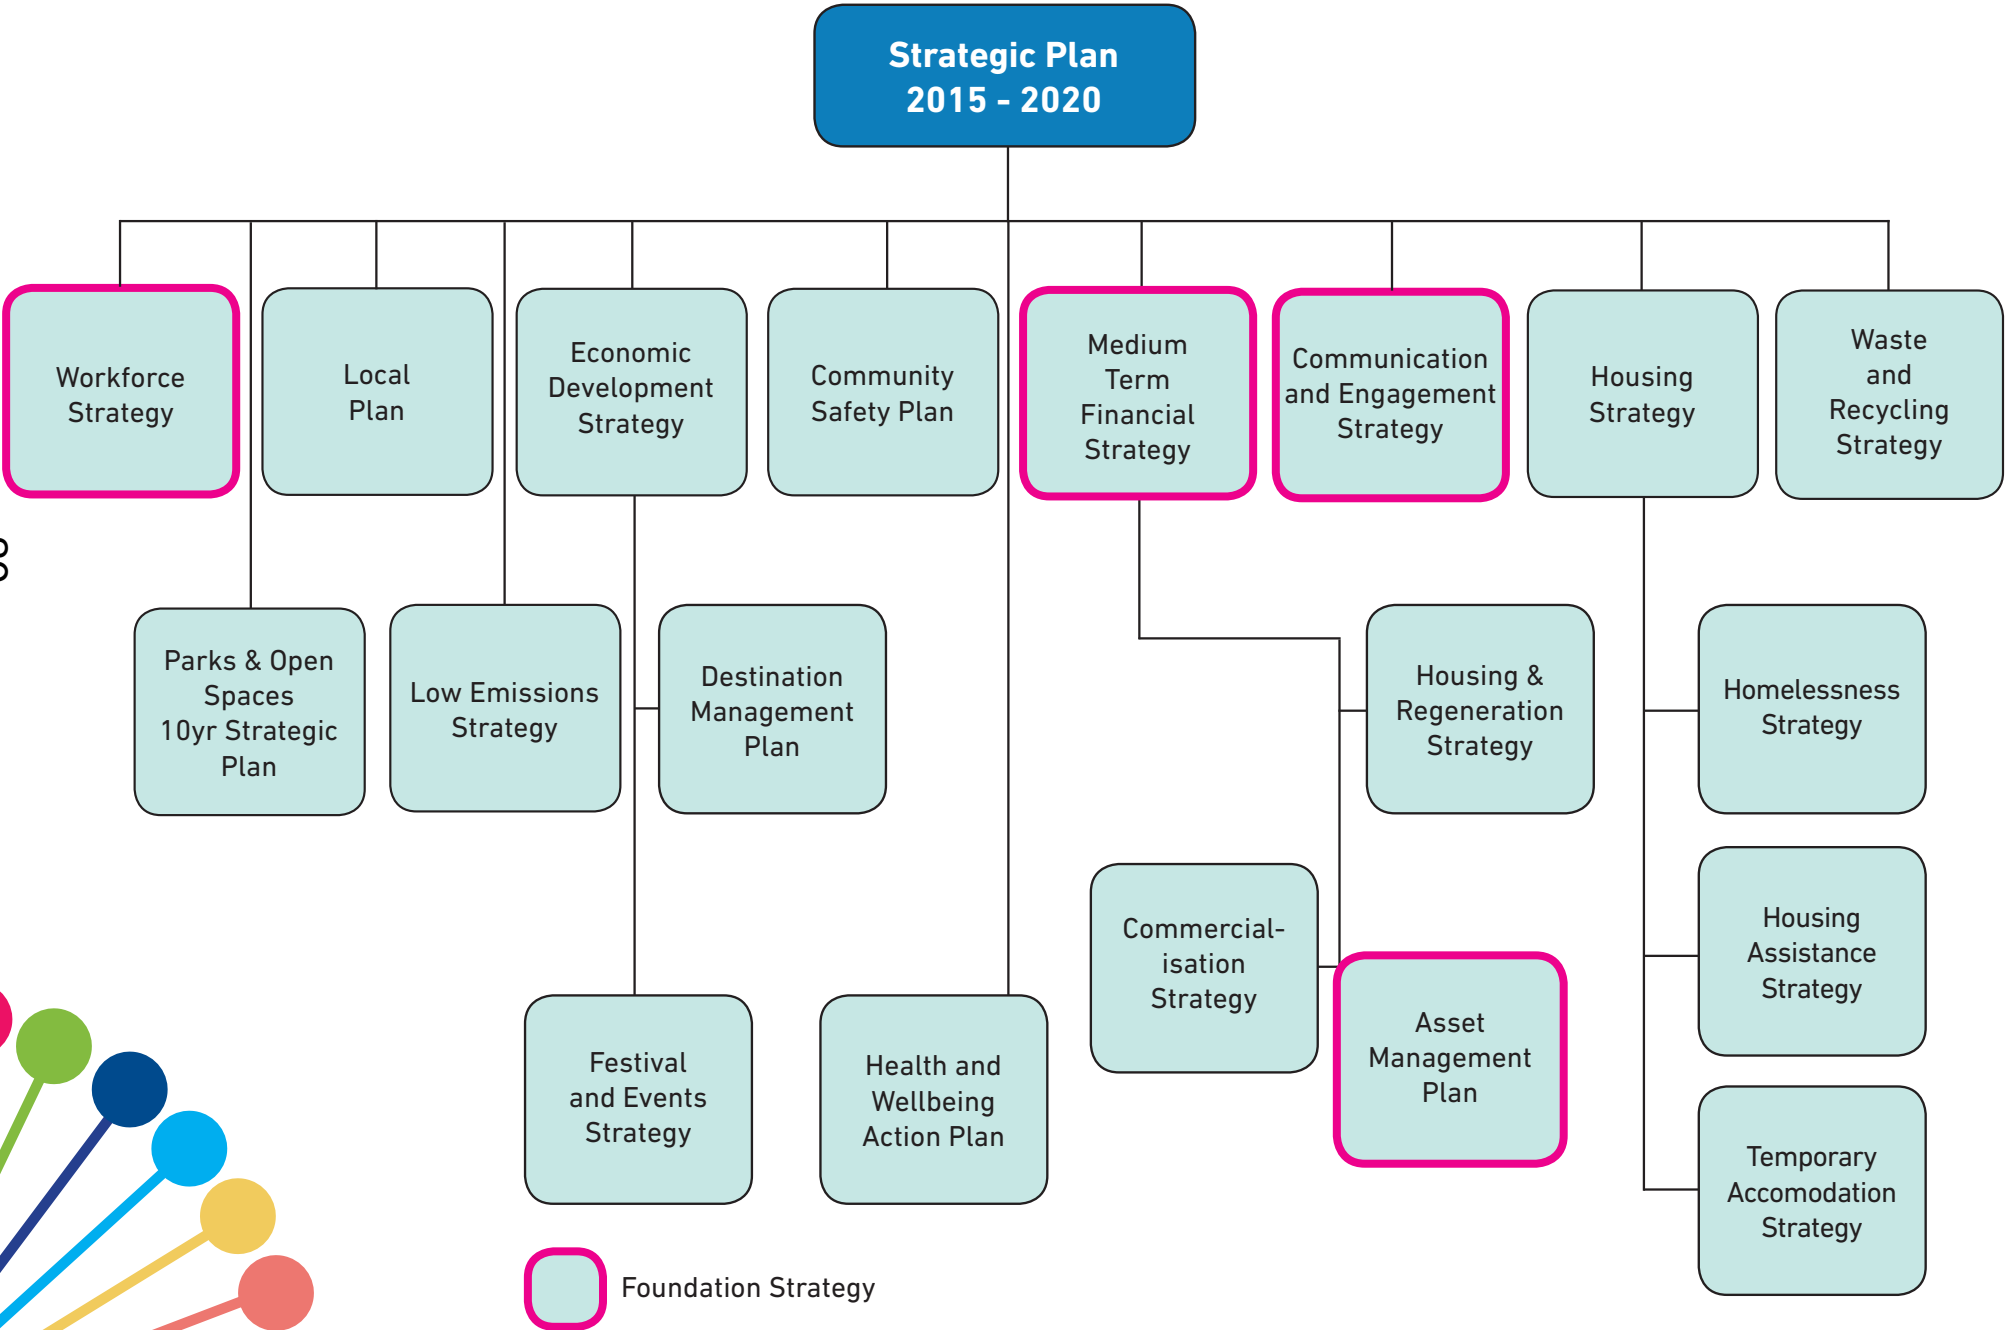 Strategic Plan
2015 - 2020
Workforce
Strategy
Local
Plan
Economic
Development
Strategy
Community
Safety Plan
Medium
Term
Financial
Strategy
Communication
and Engagement
Strategy
Housing
Strategy
Waste
and
Recycling
Strategy
Parks & Open
Spaces
10yr Strategic
Plan
Low Emissions
Strategy
Destination
Management
Plan
Housing &
Regeneration
Strategy
Homelessness
Strategy
Commercial-
isation
Strategy
Housing
Assistance
Strategy
Festival
and Events
Strategy
Health and
Wellbeing
Action Plan
Asset
Management
Plan
Temporary
Accomodation
Strategy
Foundation Strategy